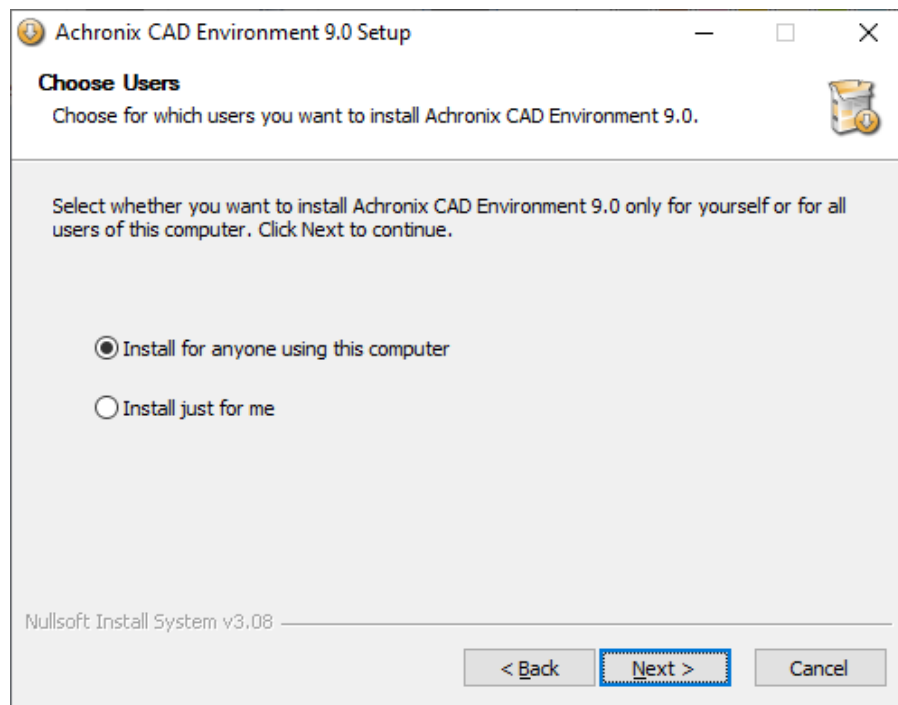 Achronix CAD Environment 9.0 Setup
Choose Users
Choose for which users you want to install Achronix CAD Environment 9.0.
Select whether you want to install Achronix CAD Environment 9.0 only for yourself or for all
users of this computer. Click Next to continue.
Install for anyone using this computer
Install just for me
Nullsoft Install System v3.08
< Back
Next >
Cancel